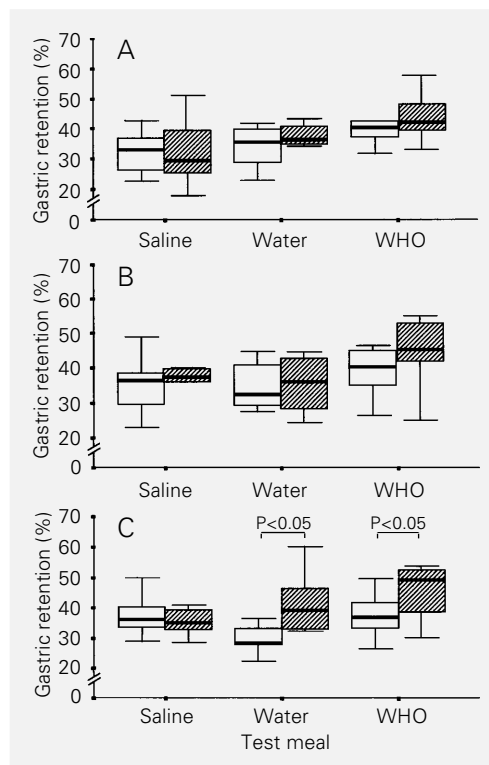 A
Gastric retention (%)
70
60
50
40
30
20
0
Saline Water WHO
B
Gastric retention (%)
70
60
50
40
30
20
0
Saline Water WHO
C
Gastric retention (%)
70
60
50
40
30
20
0
P<0.05 P<0.05
Saline Water WHO
Test meal